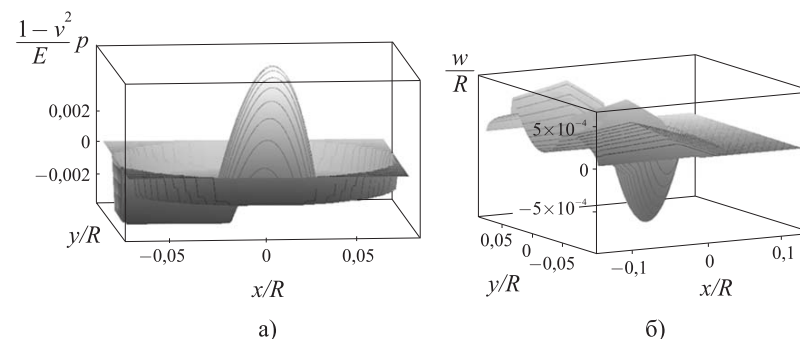 1 − ν²
E
p
0,002
0
−0,002
y/R
−0,05
0
0,05
x/R
а)
w
R
5×10⁻⁴
0
−5×10⁻⁴
0,05
0
−0,05
y/R
−0,1
0
0,1
x/R
б)